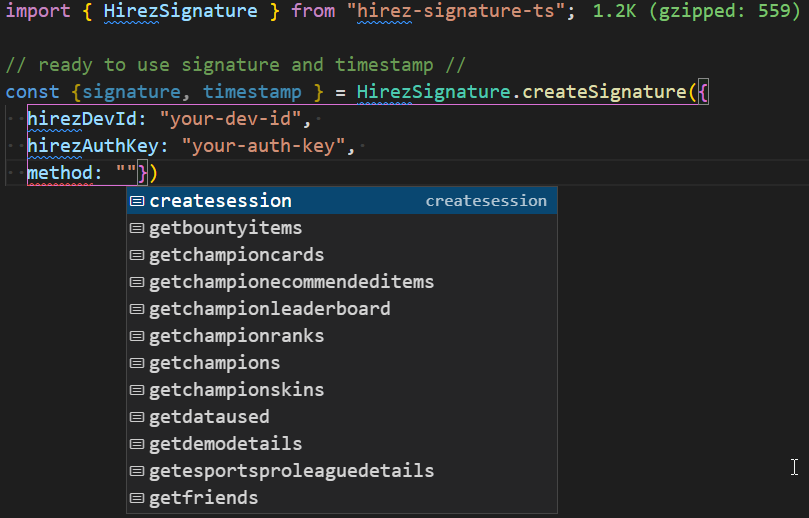 import { HirezSignature } from "hirez-signature-ts"; 1.2K (gzipped: 559)
// ready to use signature and timestamp //
const {signature, timestamp } = HirezSignature.createSignature({
hirezDevId: "your-dev-id",
hirezAuthKey: "your-auth-key",
method: ""})
createsession createsession
getbountyitems
getchampioncards
getchampionecommendeditems
getchampionleaderboard
getchampionranks
getchampions
getchampionskins
getdataused
getdemodetails
getesportsproleaguedetails
getfriends